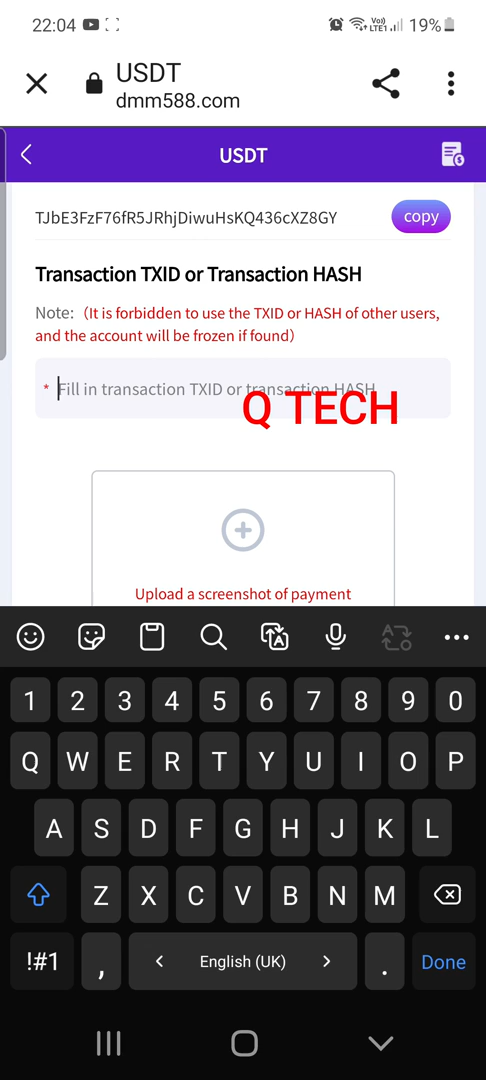 22:04 Vo) LTE1 19%
USDT
dmm588.com
USDT
TJbE3FzF76fR5JRhjDiwuHsKQ436cXZ8GY copy
Transaction TXID or Transaction HASH
Note:（It is forbidden to use the TXID or HASH of other users,
and the account will be frozen if found）
* Fill in transaction TXID or transaction HASH
Q TECH
Upload a screenshot of payment
1 2 3 4 5 6 7 8 9 0
Q W E R T Y U I O P
A S D F G H J K L
Z X C V B N M
!#1 , < English (UK) > . Done